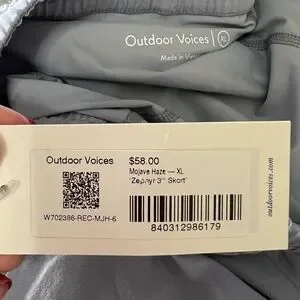 Outdoor Voices
Made in
Outdoor Voices
$58.00
Mojave Haze — XL
"Zephyr 3" Skort"
W702386-REC-MJH-6
840312986179
outdoorvoices.com